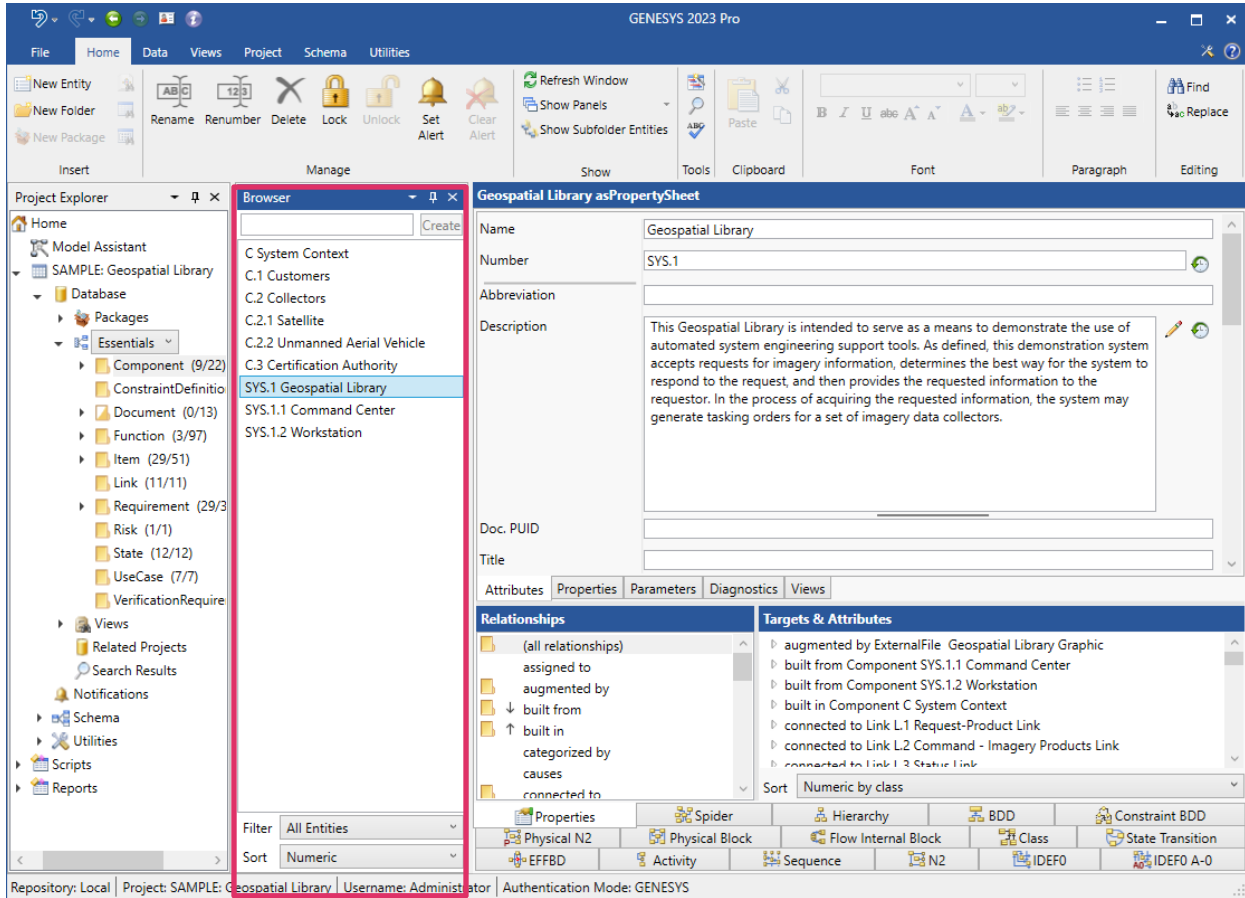 GENESYS 2023 Pro
File Home Data Views Project Schema Utilities
New Entity
New Folder
New Package
Insert
ABC
Rename
123
Renumber
Delete
Lock
Unlock
Set Alert
Clear Alert
Manage
Refresh Window
Show Panels
Show Subfolder Entities
Show
ABC
Tools
Paste
Clipboard
B I U abc A A A ab
Font
Paragraph
Find
Replace
Editing
Project Explorer
Home
Model Assistant
SAMPLE: Geospatial Library
Database
Packages
Essentials
Component (9/22)
ConstraintDefinitio
Document (0/13)
Function (3/97)
Item (29/51)
Link (11/11)
Requirement (29/3
Risk (1/1)
State (12/12)
UseCase (7/7)
VerificationRequire
Views
Related Projects
Search Results
Notifications
Schema
Utilities
Scripts
Reports
Browser
Create
C System Context
C.1 Customers
C.2 Collectors
C.2.1 Satellite
C.2.2 Unmanned Aerial Vehicle
C.3 Certification Authority
SYS.1 Geospatial Library
SYS.1.1 Command Center
SYS.1.2 Workstation
Filter All Entities
Sort Numeric
Geospatial Library asPropertySheet
Name Geospatial Library
Number SYS.1
Abbreviation
Description
This Geospatial Library is intended to serve as a means to demonstrate the use of
automated system engineering support tools. As defined, this demonstration system
accepts requests for imagery information, determines the best way for the system to
respond to the request, and then provides the requested information to the
requestor. In the process of acquiring the requested information, the system may
generate tasking orders for a set of imagery data collectors.
Doc. PUID
Title
Attributes Properties Parameters Diagnostics Views
Relationships
(all relationships)
assigned to
augmented by
built from
built in
categorized by
causes
connected to
Targets & Attributes
augmented by ExternalFile Geospatial Library Graphic
built from Component SYS.1.1 Command Center
built from Component SYS.1.2 Workstation
built in Component C System Context
connected to Link L.1 Request-Product Link
connected to Link L.2 Command - Imagery Products Link
connected to Link L.3 Status Link
Sort Numeric by class
Properties Spider Hierarchy BDD Constraint BDD
Physical N2 Physical Block Flow Internal Block Class State Transition
EFFBD Activity Sequence N2 IDEF0 IDEF0 A-0
Repository: Local Project: SAMPLE: Geospatial Library Username: Administrator Authentication Mode: GENESYS